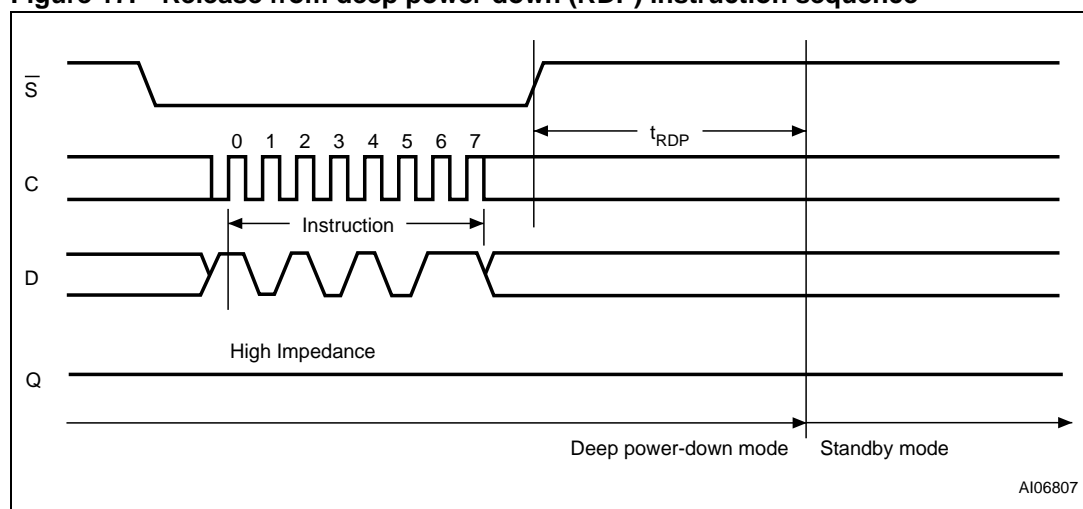 Figure 17. Release from deep power-down (RDP) instruction sequence
S
tRDP
0 1 2 3 4 5 6 7
C
Instruction
D
High Impedance
Q
Deep power-down mode Standby mode
AI06807